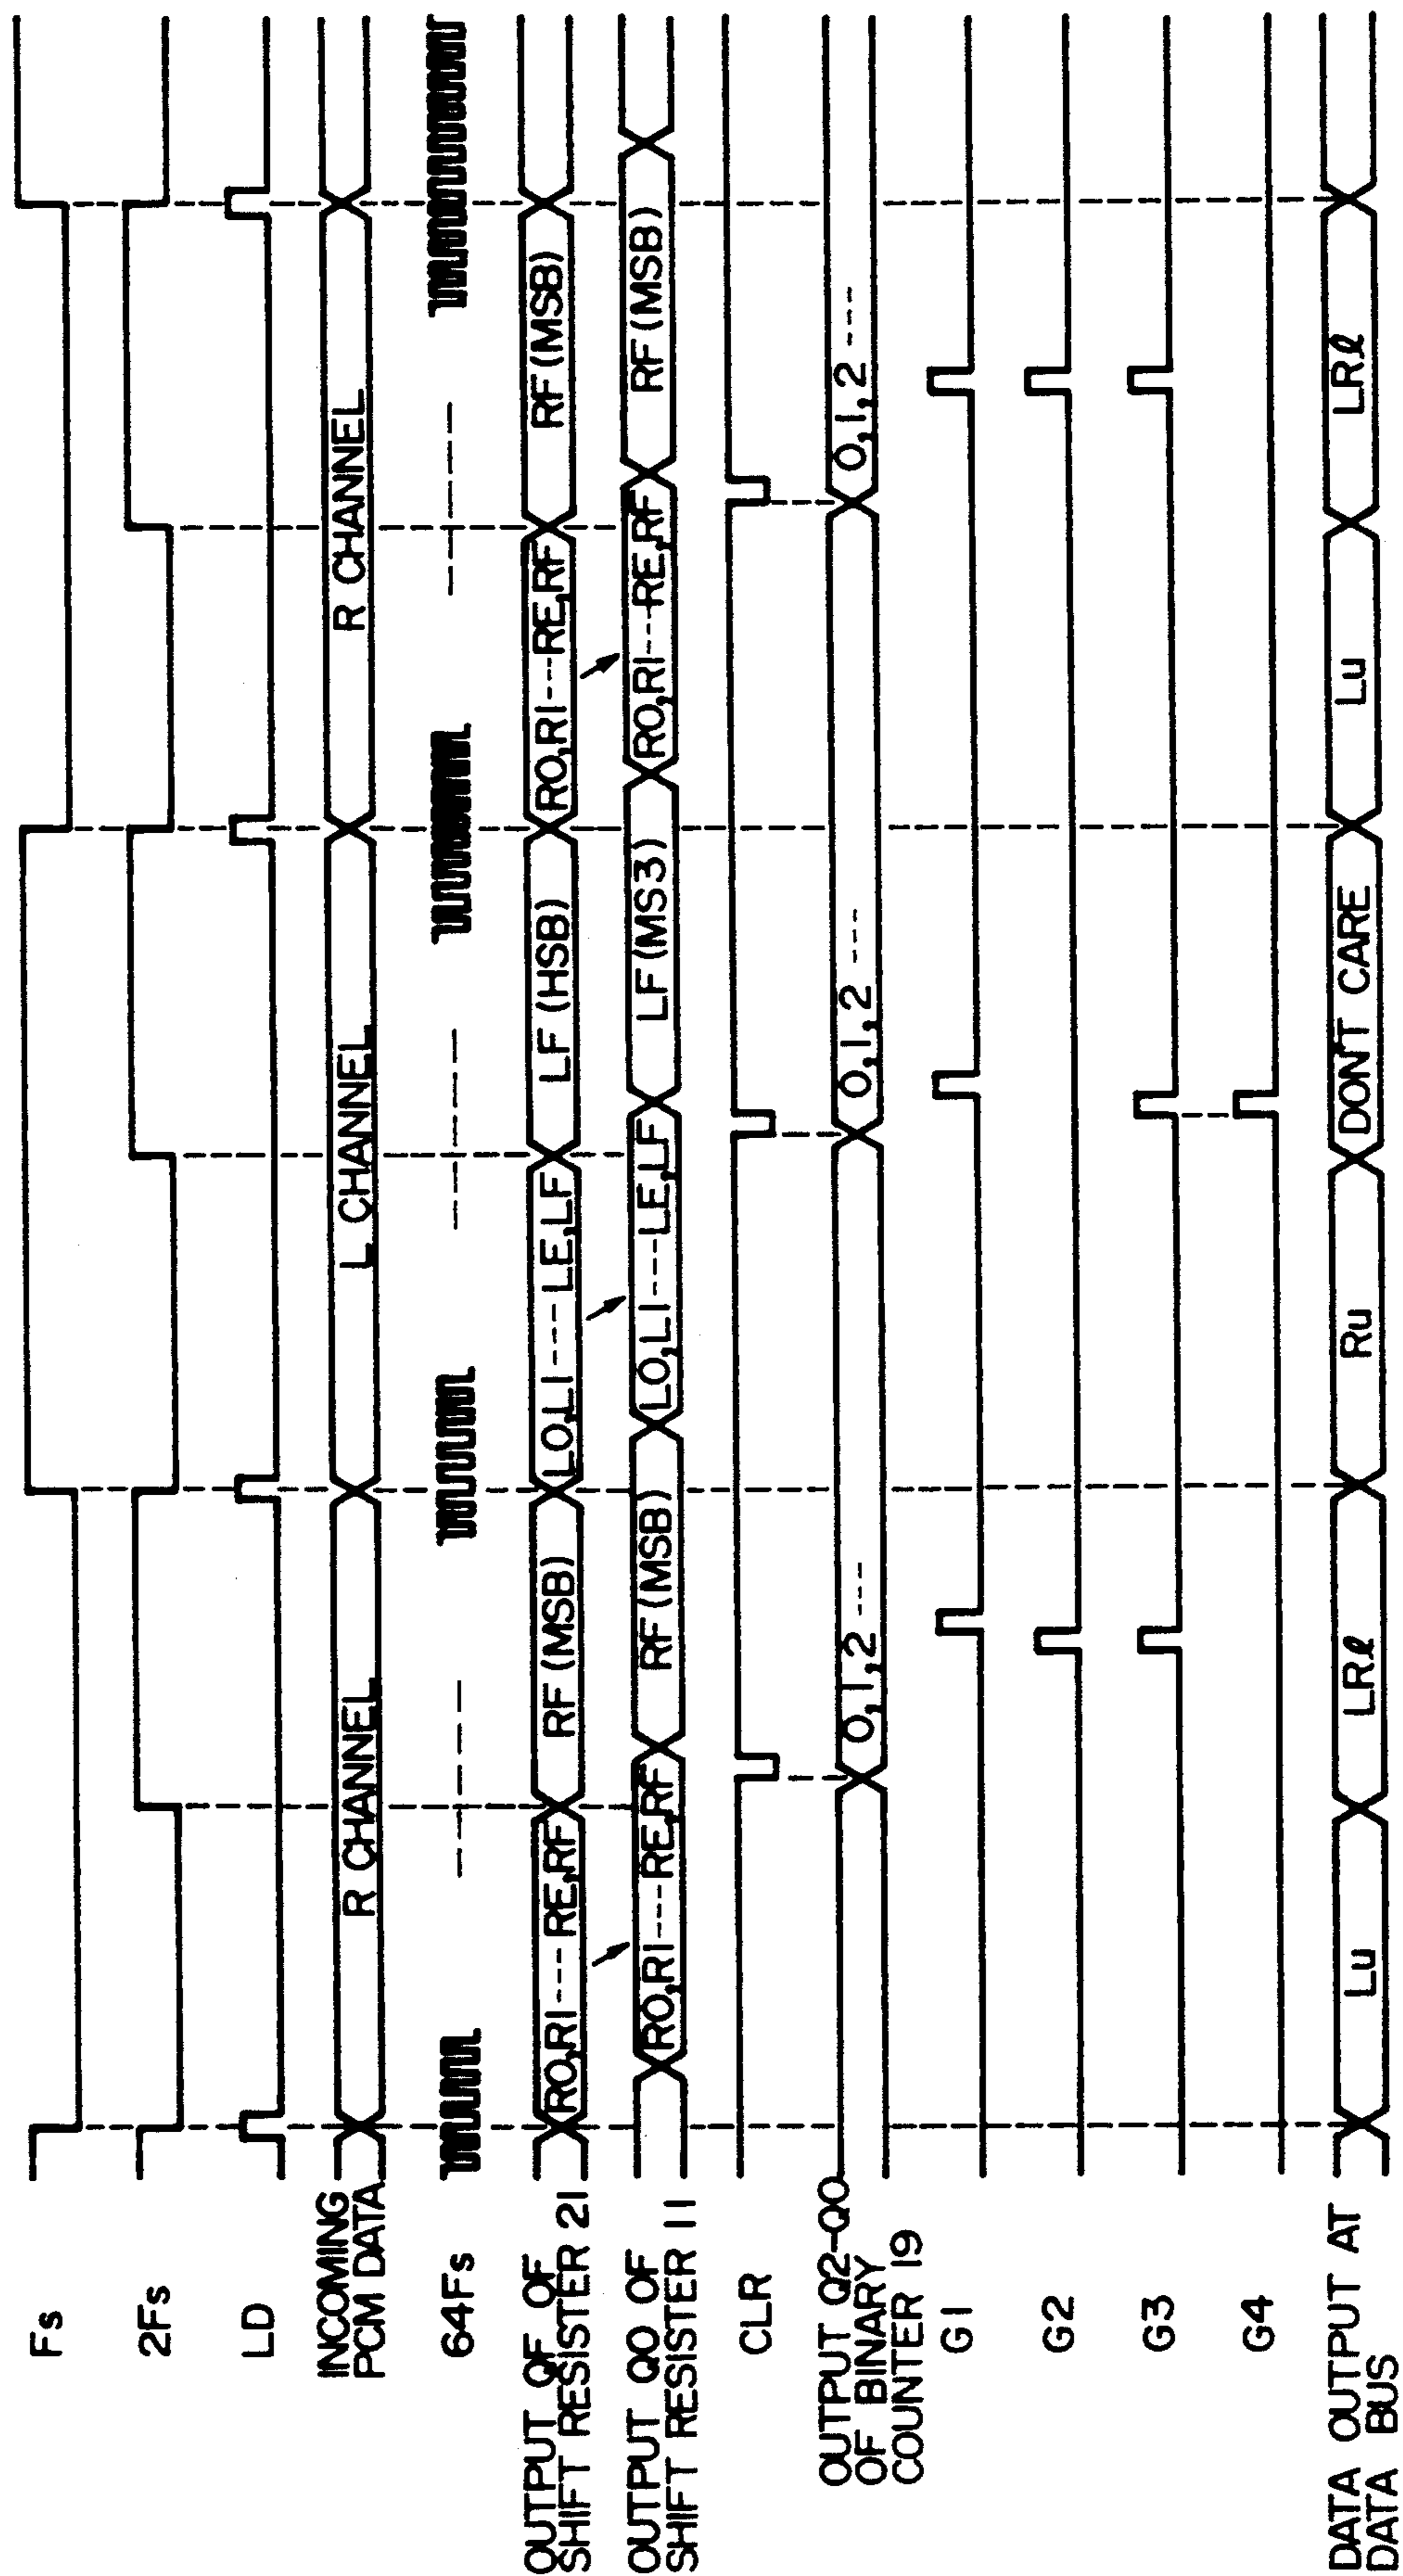 Fs
2Fs
LD
INCOMING
PCM DATA
R CHANNEL
L CHANNEL
R CHANNEL
64Fs
OUTPUT QF OF
SHIFT RESISTER 21
RO,RI---RE,RF
RF (MSB)
LO,LI----LE,LF
LF (HSB)
RO,RI---RE,RF
RF (MSB)
OUTPUT QO OF
SHIFT RESISTER 11
RO,RI----RE,RF
RF (MSB)
LO,LI----LE,LF
LF (MS3)
RO,RI---RE,RF
RF (MSB)
CLR
OUTPUT Q2-QO
OF BINARY
COUNTER 19
0,1,2 ---
0,1,2 ---
0,1,2 ---
G1
G2
G3
G4
DATA OUTPUT AT
DATA BUS
Lu
LRℓ
Ru
DON'T CARE
Lu
LRℓ